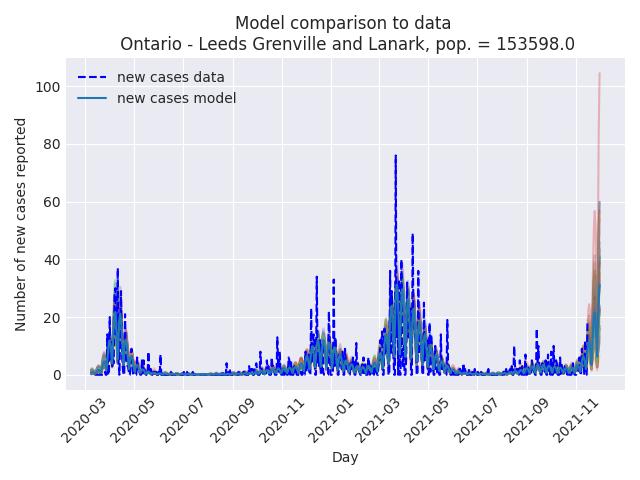 Model comparison to data
Ontario - Leeds Grenville and Lanark, pop. = 153598.0
new cases data
new cases model
Number of new cases reported
100
80
60
40
20
0
2020-03
2020-05
2020-07
2020-09
2020-11
2021-01
2021-03
2021-05
2021-07
2021-09
2021-11
Day